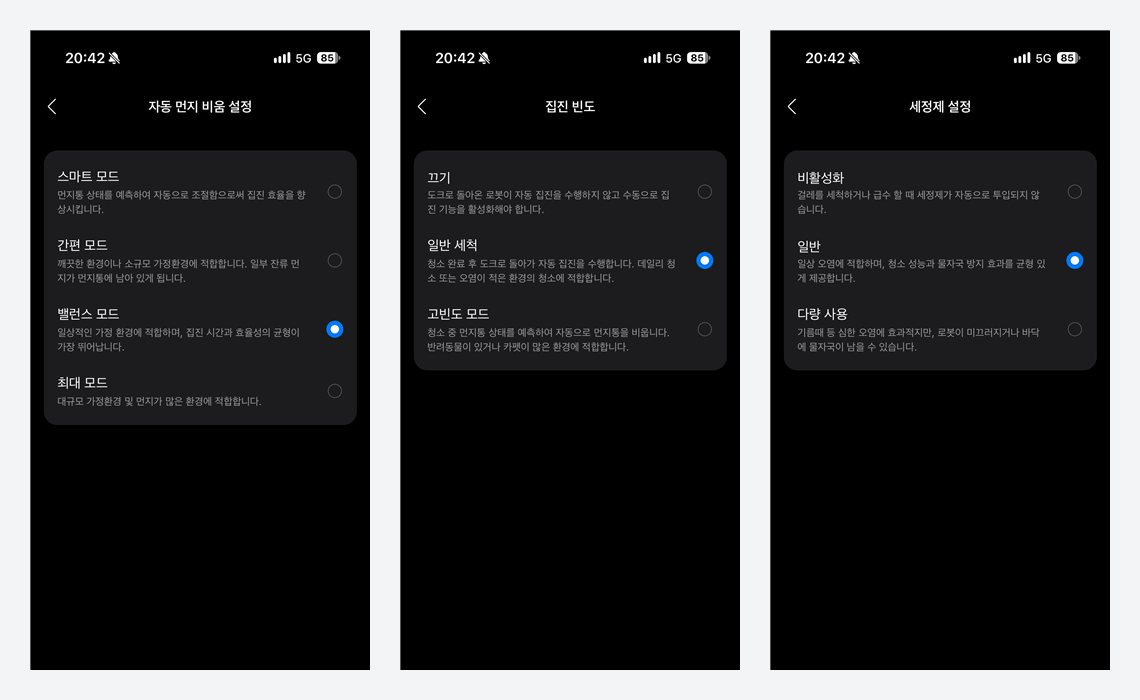 20:42
5G 85
자동 먼지 비움 설정
스마트 모드
먼지통 상태를 예측하여 자동으로 조절함으로써 집진 효율을 향
상시킵니다.
간편 모드
깨끗한 환경이나 소규모 가정환경에 적합합니다. 일부 잔류 먼
지가 먼지통에 남아 있게 됩니다.
밸런스 모드
일상적인 가정 환경에 적합하며, 집진 시간과 효율성의 균형이
가장 뛰어납니다.
최대 모드
대규모 가정환경 및 먼지가 많은 환경에 적합합니다.
20:42
5G 85
집진 빈도
끄기
도크로 돌아온 로봇이 자동 집진을 수행하지 않고 수동으로 집
진 기능을 활성화해야 합니다.
일반 세척
청소 완료 후 도크로 돌아가 자동 집진을 수행합니다. 데일리 청
소 또는 오염이 적은 환경의 청소에 적합합니다.
고빈도 모드
청소 중 먼지통 상태를 예측하여 자동으로 먼지통을 비웁니다.
반려동물이 있거나 카펫이 많은 환경에 적합합니다.
20:42
5G 85
세정제 설정
비활성화
걸레를 세척하거나 급수 할 때 세정제가 자동으로 투입되지 않
습니다.
일반
일상 오염에 적합하며, 청소 성능과 물자국 방지 효과를 균형 있
게 제공합니다.
다량 사용
기름때 등 심한 오염에 효과적지만, 로봇이 미끄러지거나 바닥
에 물자국이 남을 수 있습니다.